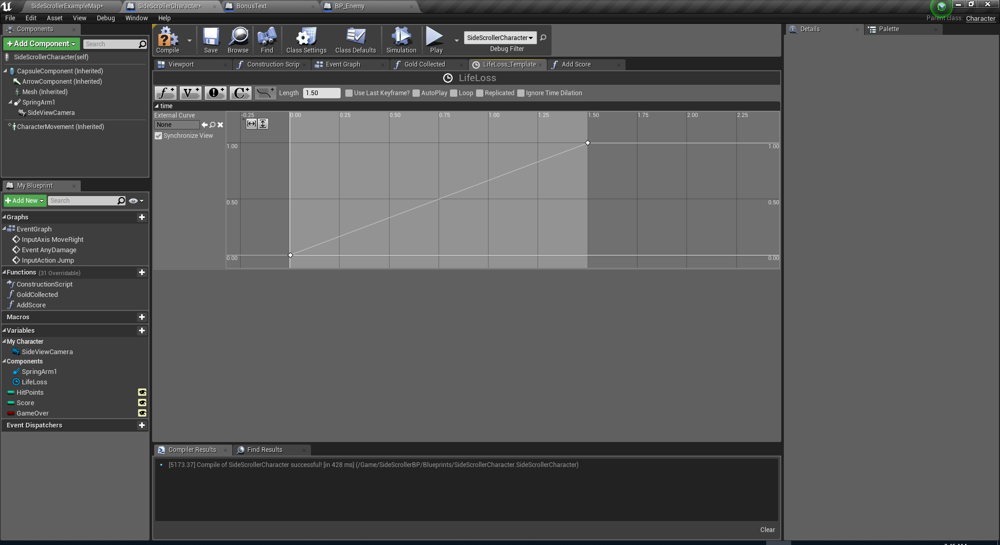 SideScrollerExampleMap*
SideScrollerCharacter*
BonusText
BP_Enemy
File Edit Asset View Debug Window Help
Parent class: Character
Components
Add Component
Search
SideScrollerCharacter(self)
CapsuleComponent (Inherited)
ArrowComponent (Inherited)
Mesh (Inherited)
SpringArm1
SideViewCamera
CharacterMovement (Inherited)
My Blueprint
Add New
Search
Graphs
EventGraph
InputAxis MoveRight
Event AnyDamage
InputAction Jump
Functions (31 Overridable)
ConstructionScript
GoldCollected
AddScore
Macros
Variables
My Character
SideViewCamera
Components
SpringArm1
LifeLoss
HitPoints
Score
GameOver
Event Dispatchers
Compile Save Browse Find Class Settings Class Defaults Simulation Play
SideScrollerCharacter
Debug Filter
Viewport
Construction Scrip
Event Graph
Gold Collected
LifeLoss_Template
Add Score
LifeLoss
Length 1.50 Use Last Keyframe? AutoPlay Loop Replicated Ignore Time Dilation
time
External Curve
None
Synchronize View
-0.25 0.00 0.25 0.50 0.75 1.00 1.25 1.50 1.75 2.00 2.25
1.00 1.00
0.50 0.50
0.00 0.00
Compiler Results
Find Results
[5173.37] Compile of SideScrollerCharacter successful! [in 428 ms] (/Game/SideScrollerBP/Blueprints/SideScrollerCharacter.SideScrollerCharacter)
Clear
Details
Palette